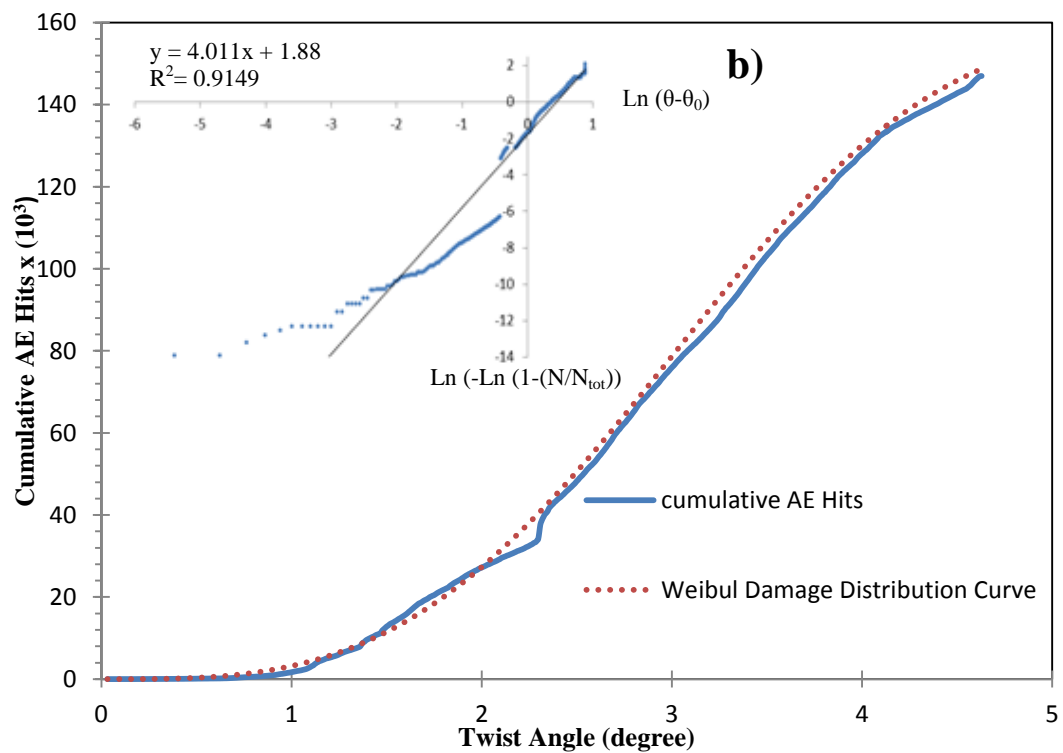 y = 4.011x + 1.88
R²= 0.9149
b)
Ln (θ-θ₀)
2
0
-2
-4
-6
-8
-10
-12
-14
-6
-5
-4
-3
-2
-1
0
1
Ln (-Ln (1-(N/Nₜₒₜ))
Cumulative AE Hits x (10³)
160
140
120
100
80
60
40
20
0
cumulative AE Hits
Weibul Damage Distribution Curve
0 1 2 3 4 5
Twist Angle (degree)